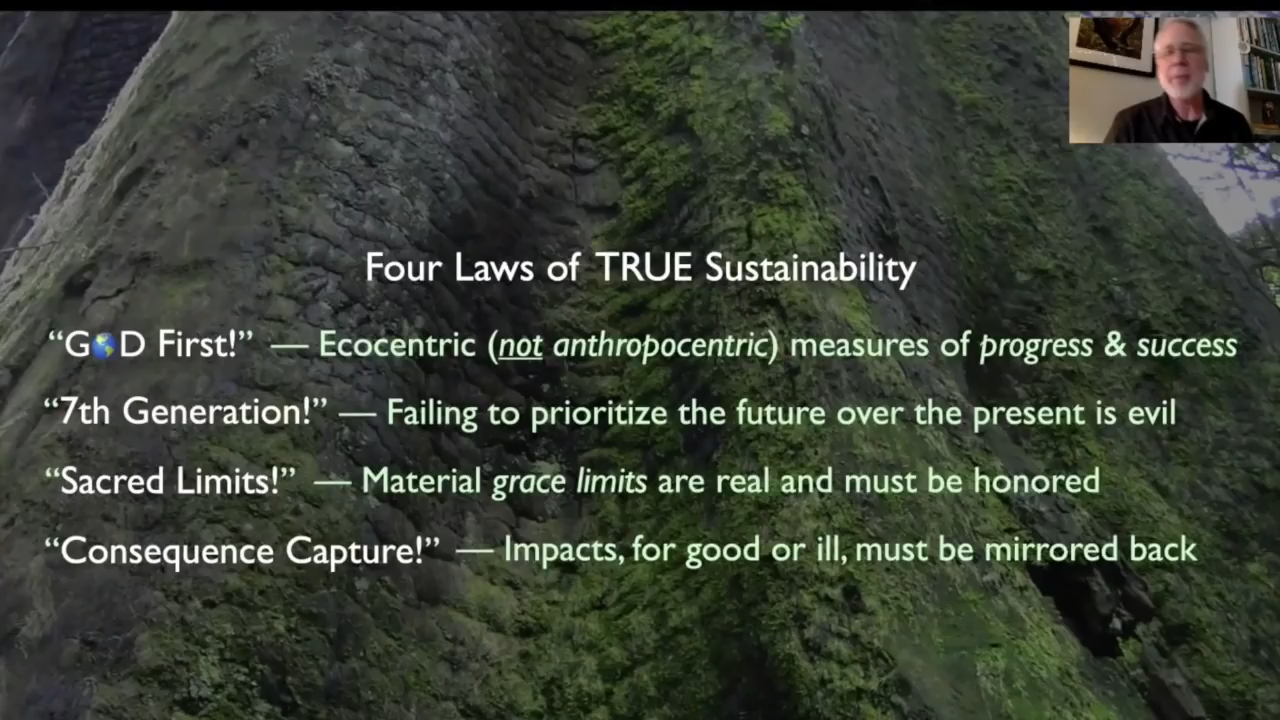 Four Laws of TRUE Sustainability
“G🌎D First!” — Ecocentric (not anthropocentric) measures of progress & success
“7th Generation!” — Failing to prioritize the future over the present is evil
“Sacred Limits!” — Material grace limits are real and must be honored
“Consequence Capture!” — Impacts, for good or ill, must be mirrored back